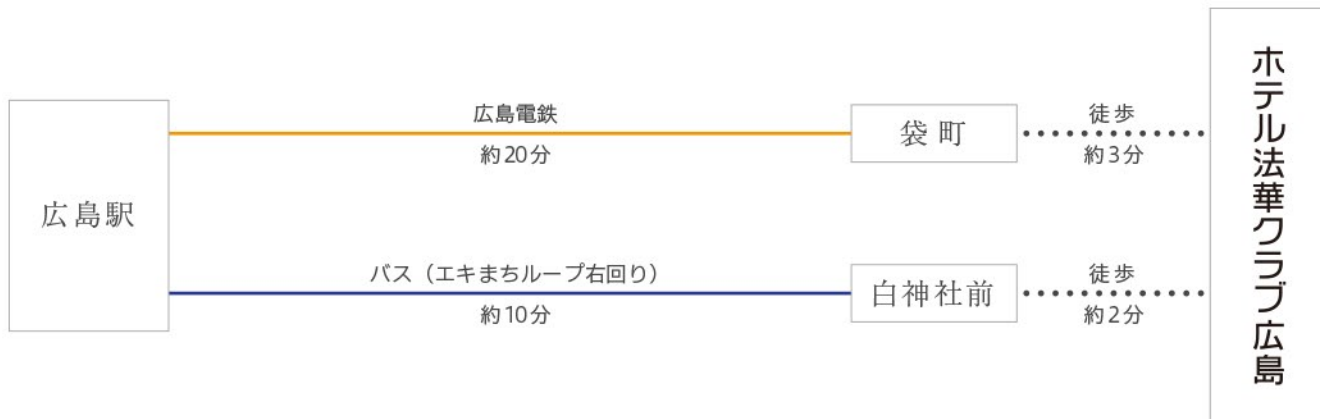 広島駅
広島電鉄
約20分
袋町
徒歩
約3分
バス（エキまちループ右回り）
約10分
白神社前
徒歩
約2分
ホテル法華クラブ広島